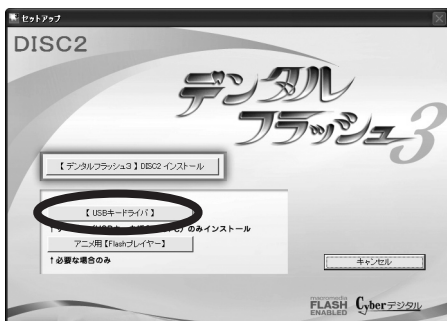 セットアップ
DISC2
デンタル
フラッシュ3
【デンタルフラッシュ3】DISC2 インストール
【 USBキードライバ 】
のみインストール
アニメ用【Flashプレイヤー】
↑必要な場合のみ
キャンセル
macromedia
FLASH
ENABLED
Cyberデジタル